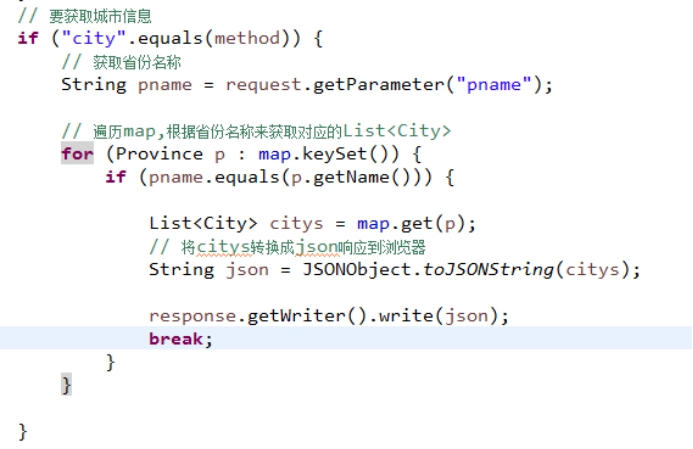 // 要获取城市信息
if ("city".equals(method)) {
// 获取省份名称
String pname = request.getParameter("pname");
// 遍历map,根据省份名称来获取对应的List<City>
for (Province p : map.keySet()) {
if (pname.equals(p.getName())) {
List<City> citys = map.get(p);
// 将citys转换成json响应到浏览器
String json = JSONObject.toJSONString(citys);
response.getWriter().write(json);
break;
}
}
}